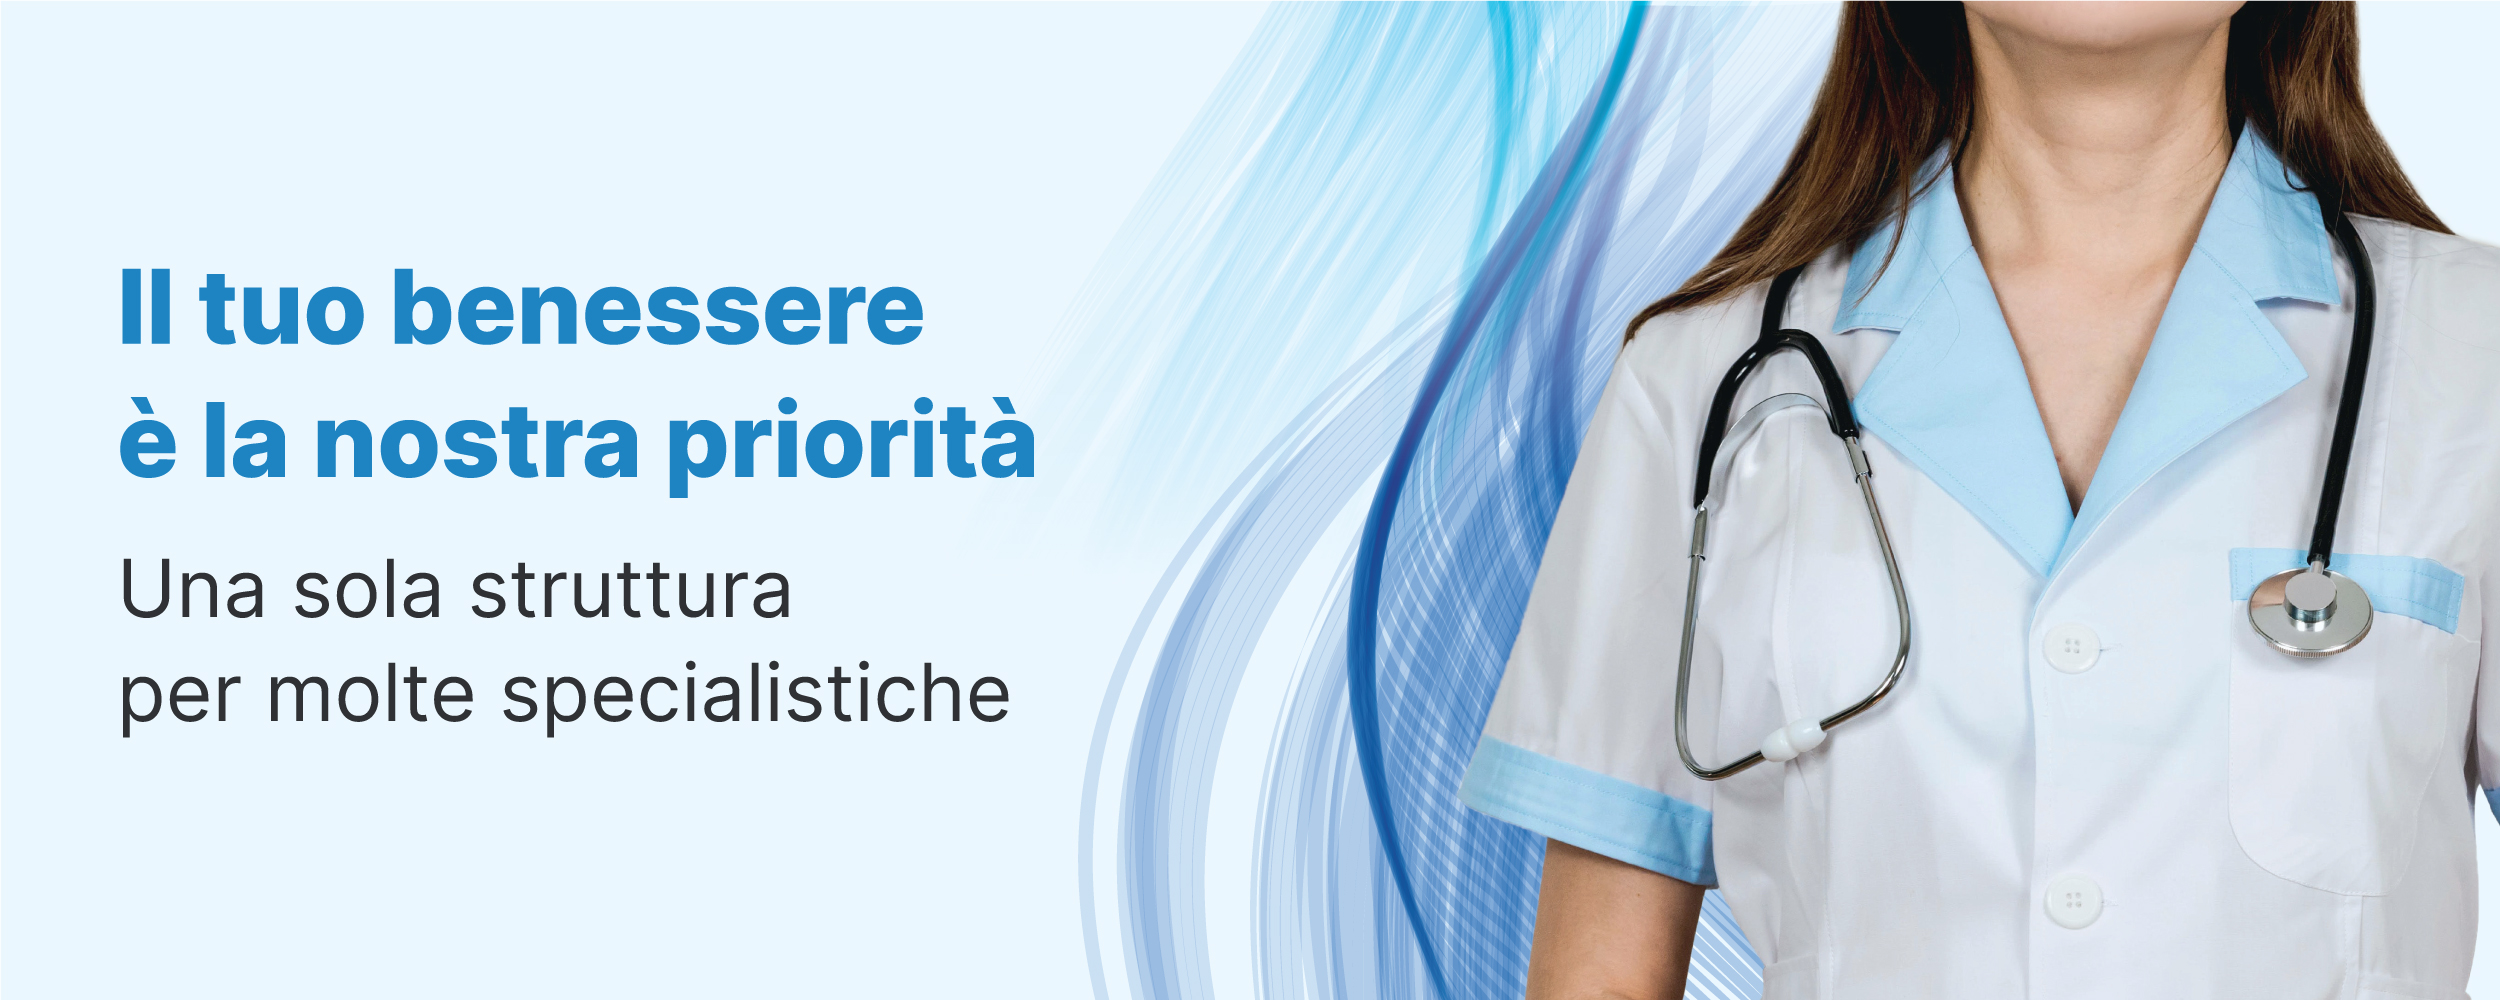 Il tuo benessere
è la nostra priorità
Una sola struttura
per molte specialistiche